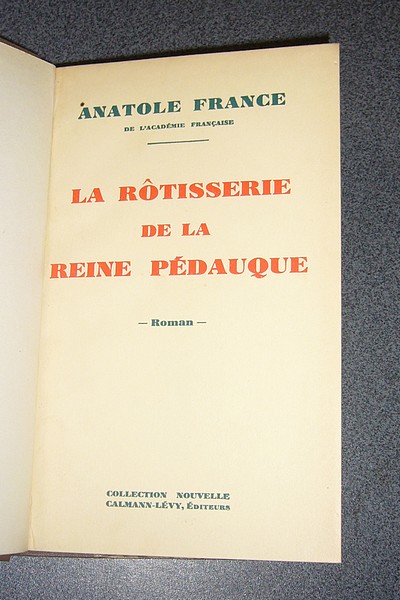 ANATOLE FRANCE
DE L'ACADÉMIE FRANÇAISE
LA RÔTISSERIE
DE LA
REINE PÉDAUQUE
— Roman —
COLLECTION NOUVELLE
CALMANN-LÉVY, ÉDITEURS